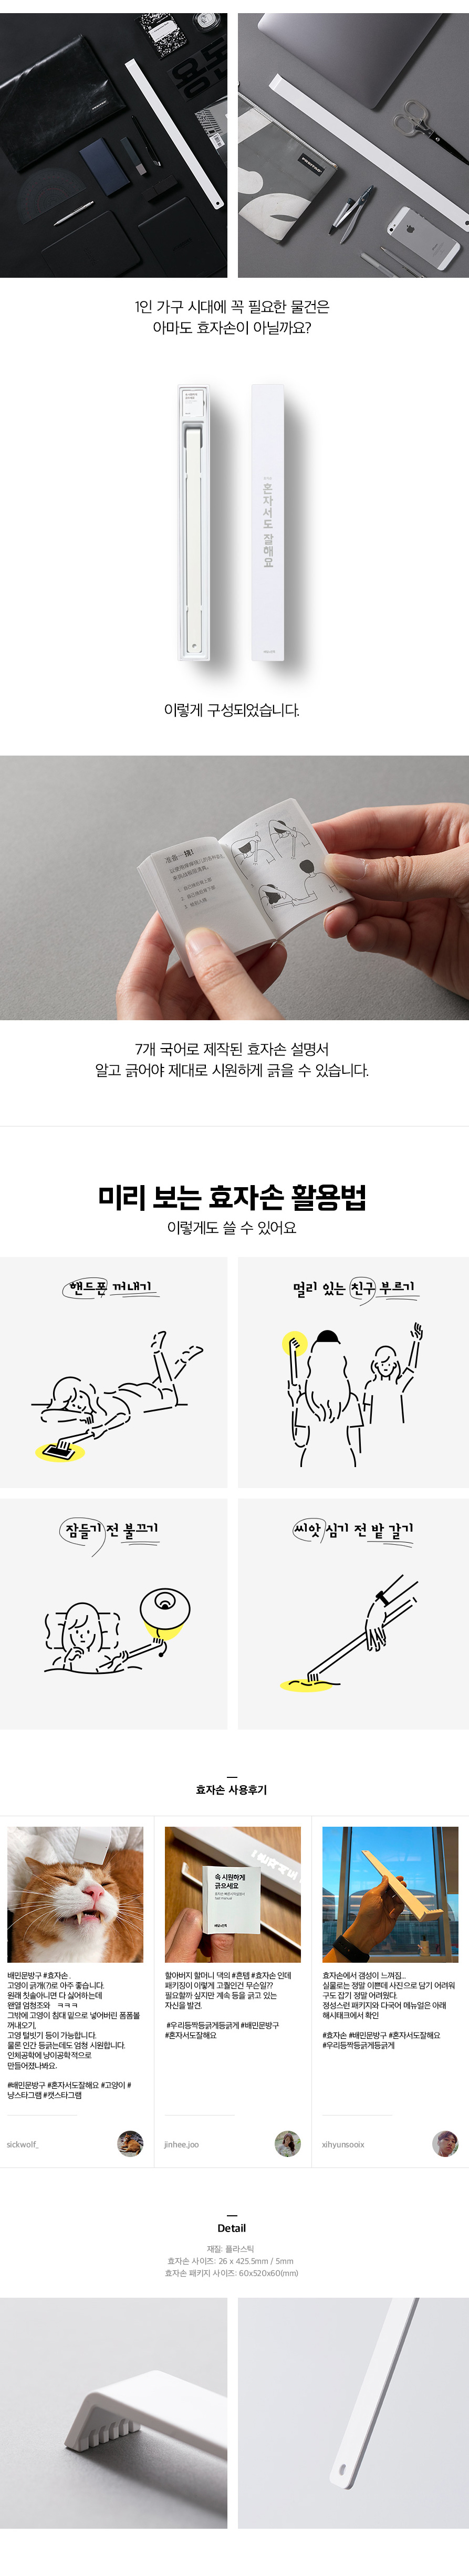 1인 가구 시대에 꼭 필요한 물건은
아마도 효자손이 아닐까요?
혼자서도 잘해요
이렇게 구성되었습니다.
7개 국어로 제작된 효자손 설명서
알고 긁어야 제대로 시원하게 긁을 수 있습니다.
미리 보는 효자손 활용법
이렇게도 쓸 수 있어요
핸드폰 꺼내기
멀리 있는 친구 부르기
잠들기 전 불끄기
씨앗 심기 전 밭 갈기
효자손 사용후기
속 시원하게
긁으세요
배민문방구 #효자손 .
고양이 긁개(?)로 아주 좋습니다.
원래 칫솔아니면 다 싫어하는데
왠열 엄청조와 ㅋㅋㅋ
그밖에 고양이 침대 밑으로 넣어버린 폼폼볼
꺼내오기,
고영 털빗기 등이 가능합니다.
물론 인간 등긁는데도 엄청 시원합니다.
인체공학에 냥이공학적으로
만들어졌나봐요.
#배민문방구 #혼자서도잘해요 #고양이 #
냥스타그램 #캣스타그램
sickwolf_
할아버지 할머니 댁의 #흔템 #효자손 인데
패키징이 이렇게 고퀄인건 무슨일??
필요할까 싶지만 계속 등을 긁고 있는
자신을 발견.
#우리등짝등긁게등긁게 #배민문방구
#혼자서도잘해요
jinhee.joo
효자손에서 갬성이 느껴짐...
실물로는 정말 이쁜데 사진으로 담기 어려워
구도 잡기 정말 어려웠다.
정성스런 패키지와 다국어 메뉴얼은 아래
해시태크에서 확인
#효자손 #배민문방구 #혼자서도잘해요
#우리등짝등긁게등긁게
xihyunsooix
Detail
재질: 플라스틱
효자손 사이즈: 26 x 425.5mm / 5mm
효자손 패키지 사이즈: 60x520x60(mm)